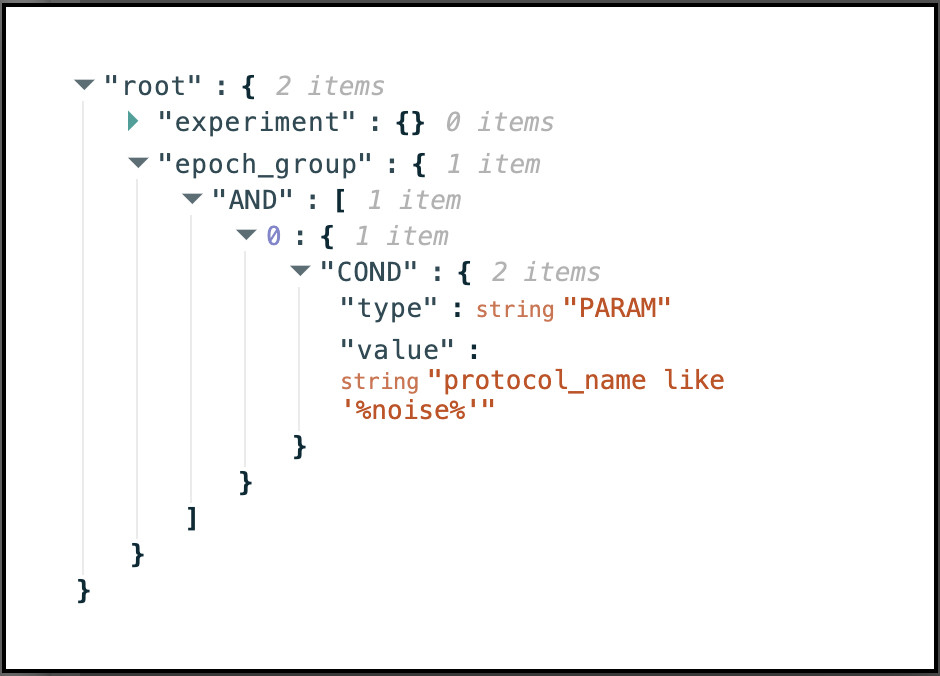 "root" : { 2 items
"experiment" : {} 0 items
"epoch_group" : { 1 item
"AND" : [ 1 item
0 : { 1 item
"COND" : { 2 items
"type" : string "PARAM"
"value" :
string "protocol_name like
'%noise%'"
}
}
]
}
}